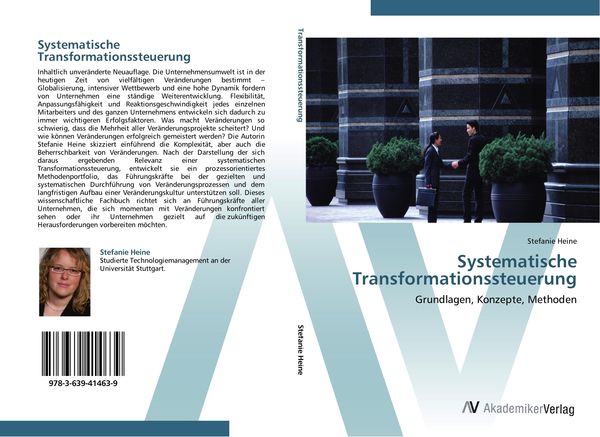 Systematische
Transformationssteuerung
Inhaltlich unveränderte Neuauflage. Die Unternehmensumwelt ist in der
heutigen Zeit von vielfältigen Veränderungen bestimmt –
Globalisierung, intensiver Wettbewerb und eine hohe Dynamik fordern
von Unternehmen eine ständige Weiterentwicklung. Flexibilität,
Anpassungsfähigkeit und Reaktionsgeschwindigkeit jedes einzelnen
Mitarbeiters und des ganzen Unternehmens entwickeln sich dadurch zu
immer wichtigeren Erfolgsfaktoren. Was macht Veränderungen so
schwierig, dass die Mehrheit aller Veränderungsprojekte scheitert? Und
wie können Veränderungen erfolgreich gemeistert werden? Die Autorin
Stefanie Heine skizziert einführend die Komplexität, aber auch die
Beherrschbarkeit von Veränderungen. Nach der Darstellung der sich
daraus ergebenden Relevanz einer systematischen
Transformationssteuerung, entwickelt sie ein prozessorientiertes
Methodenportfolio, das Führungskräfte bei der gezielten und
systematischen Durchführung von Veränderungsprozessen und dem
langfristigen Aufbau einer Veränderungskultur unterstützen soll. Dieses
wissenschaftliche Fachbuch richtet sich an Führungskräfte aller
Unternehmen, die sich momentan mit Veränderungen konfrontiert
sehen oder ihr Unternehmen gezielt auf die zukünftigen
Herausforderungen vorbereiten möchten.
Stefanie Heine
Studierte Technologiemanagement an der
Universität Stuttgart.
978-3-639-41463-9
Transformationssteuerung
Stefanie Heine
Stefanie Heine
Systematische
Transformationssteuerung
Grundlagen, Konzepte, Methoden
AV AkademikerVerlag